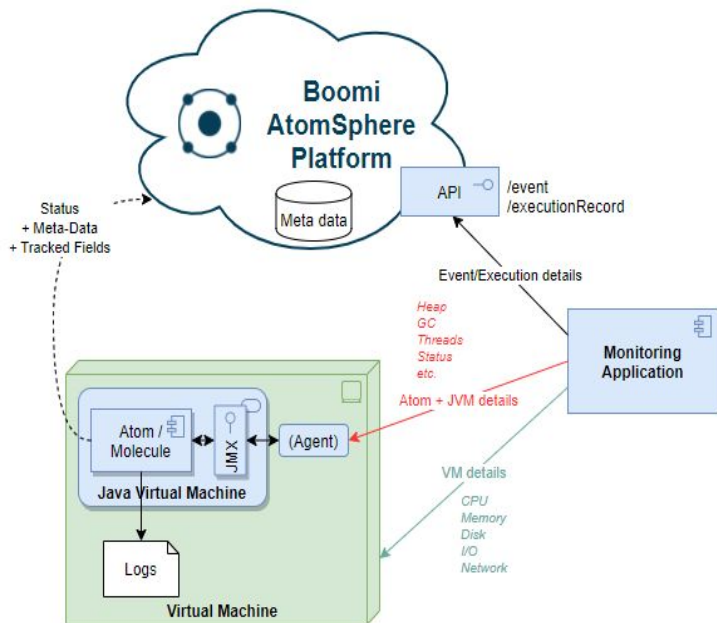 Boomi
AtomSphere
Platform
Meta data
API
/event
/executionRecord
Status
+ Meta-Data
+ Tracked Fields
Event/Execution details
Heap
GC
Threads
Status
etc.
Monitoring
Application
Atom + JVM details
Atom /
Molecule
JMX
(Agent)
Java Virtual Machine
VM details
CPU
Memory
Disk
I/O
Network
Logs
Virtual Machine